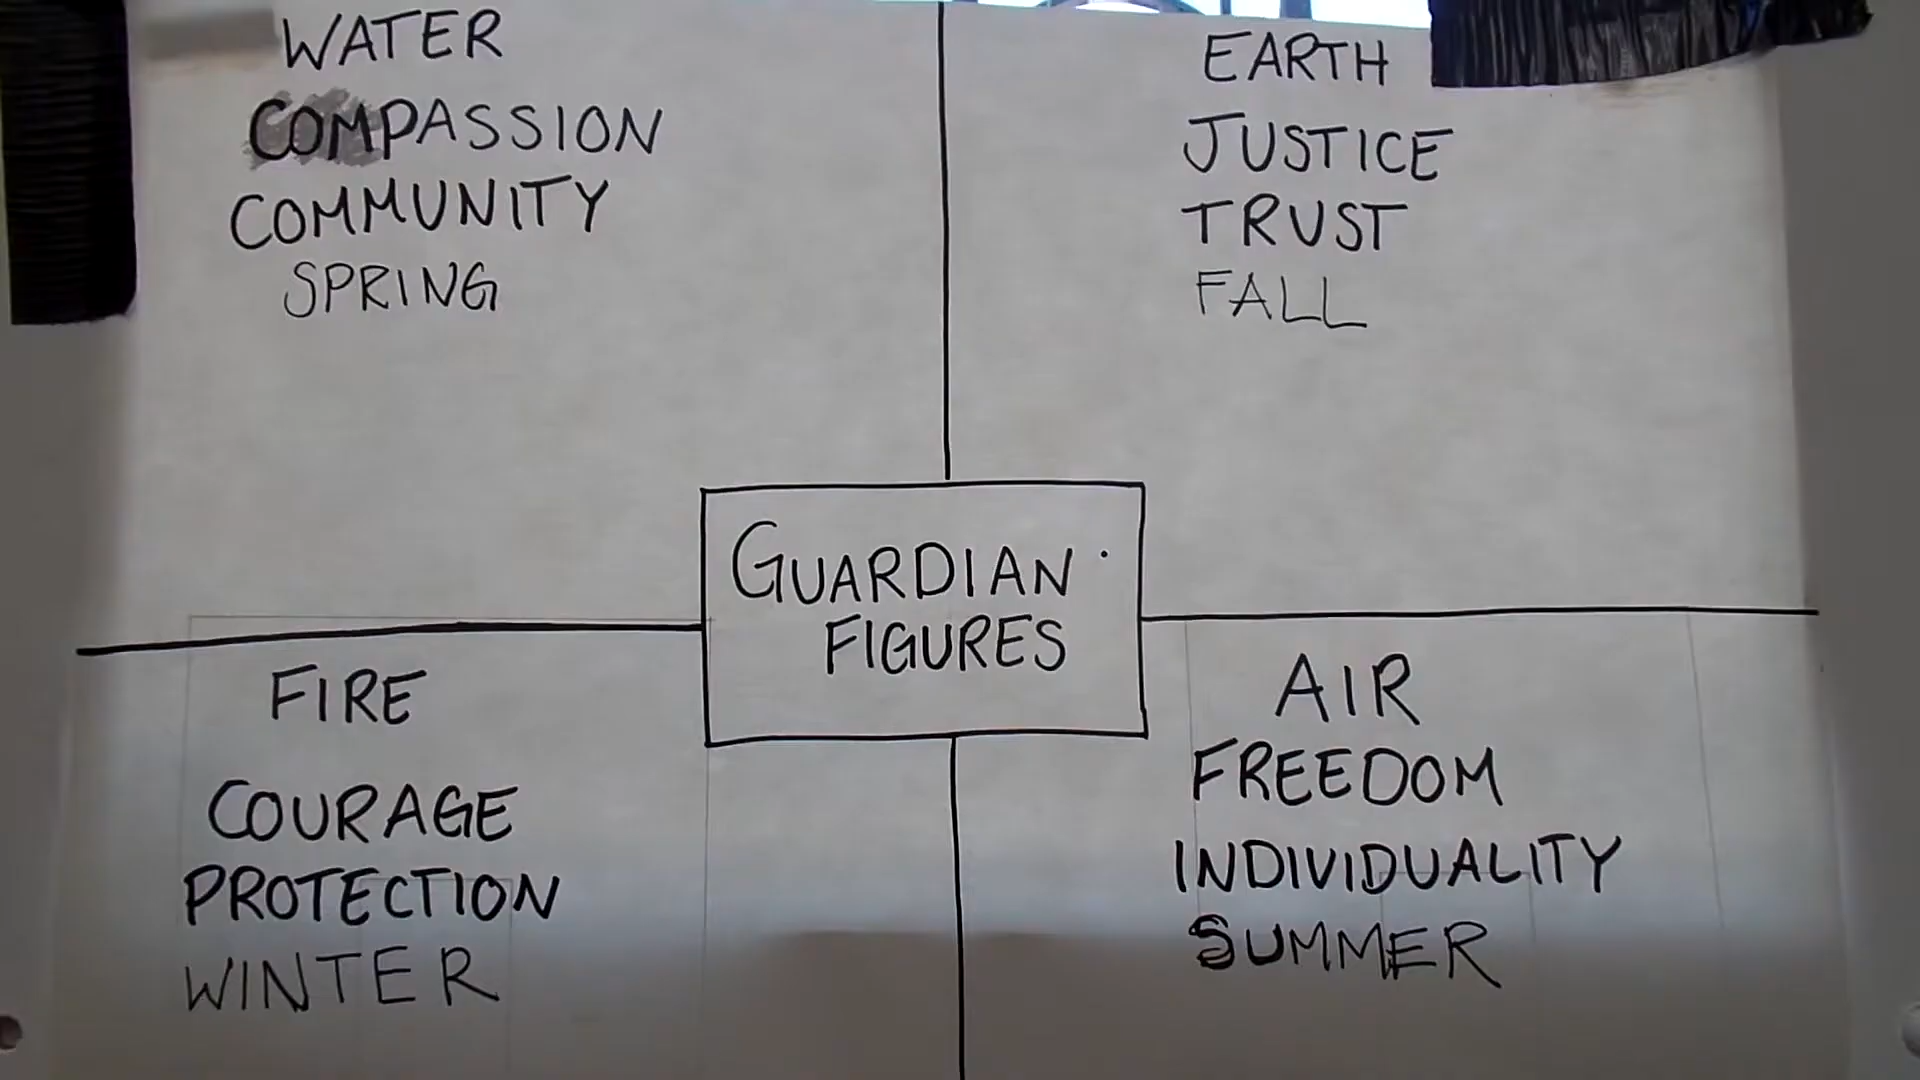 WATER
COMPASSION
COMMUNITY
SPRING
EARTH
JUSTICE
TRUST
FALL
GUARDIAN
FIGURES
FIRE
COURAGE
PROTECTION
WINTER
AIR
FREEDOM
INDIVIDUALITY
SUMMER